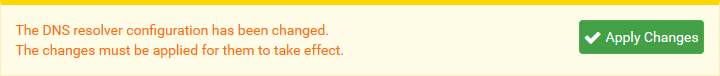 The DNS resolver configuration has been changed.
The changes must be applied for them to take effect.
Apply Changes